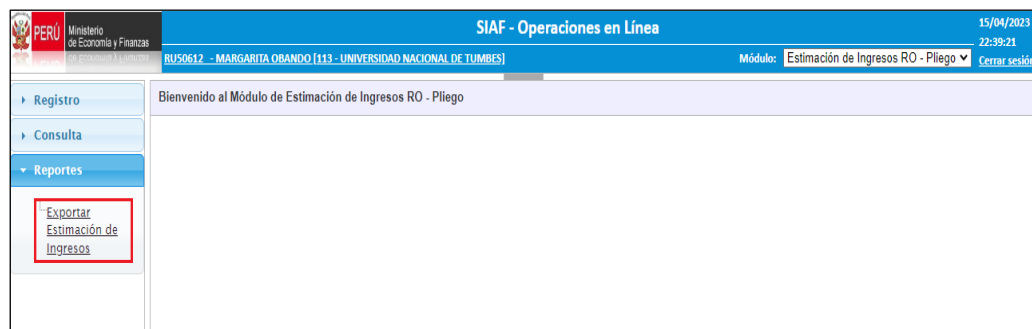 PERÚ
Ministerio
de Economía y Finanzas
SIAF - Operaciones en Línea
15/04/2023
22:39:21
RU50612 - MARGARITA OBANDO [113 - UNIVERSIDAD NACIONAL DE TUMBES]
Módulo: Estimación de Ingresos RO - Pliego
Cerrar sesión
Registro
Bienvenido al Módulo de Estimación de Ingresos RO - Pliego
Consulta
Reportes
Exportar
Estimación de
Ingresos